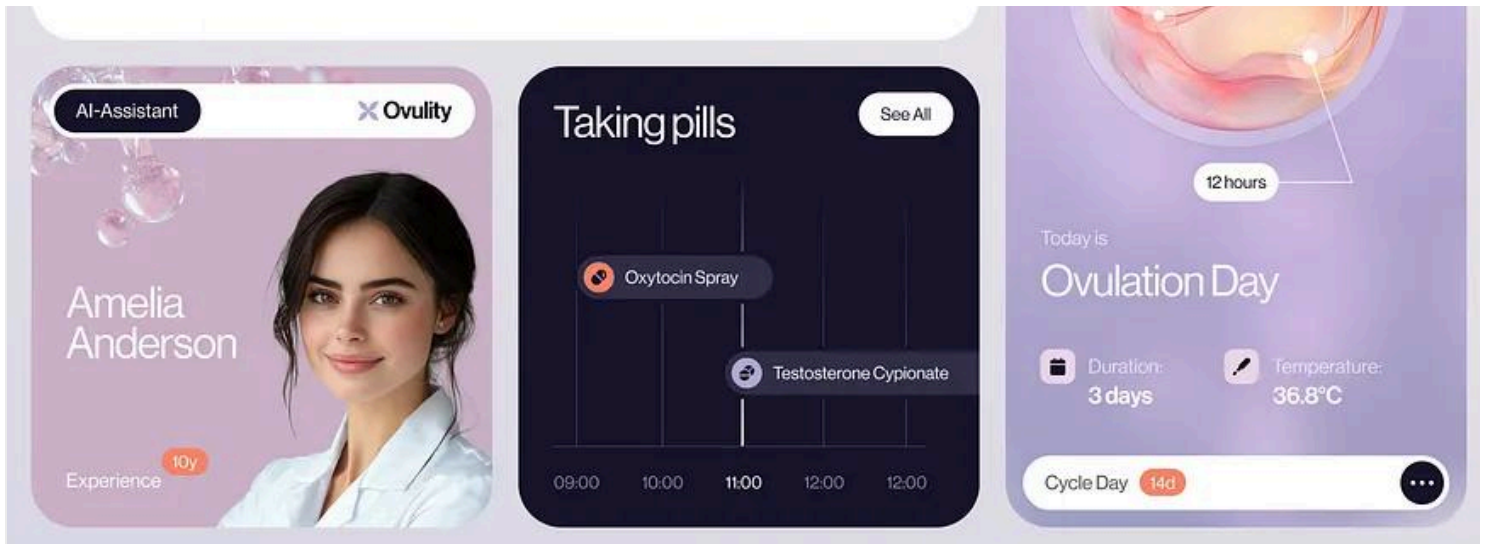 AI-Assistant
Ovulity
Amelia
Anderson
Experience
10y
Taking pills
See All
Oxytocin Spray
Testosterone Cypionate
09:00 10:00 11:00 12:00 12:00
12 hours
Today is
Ovulation Day
Duration:
3 days
Temperature:
36.8°C
Cycle Day 14d